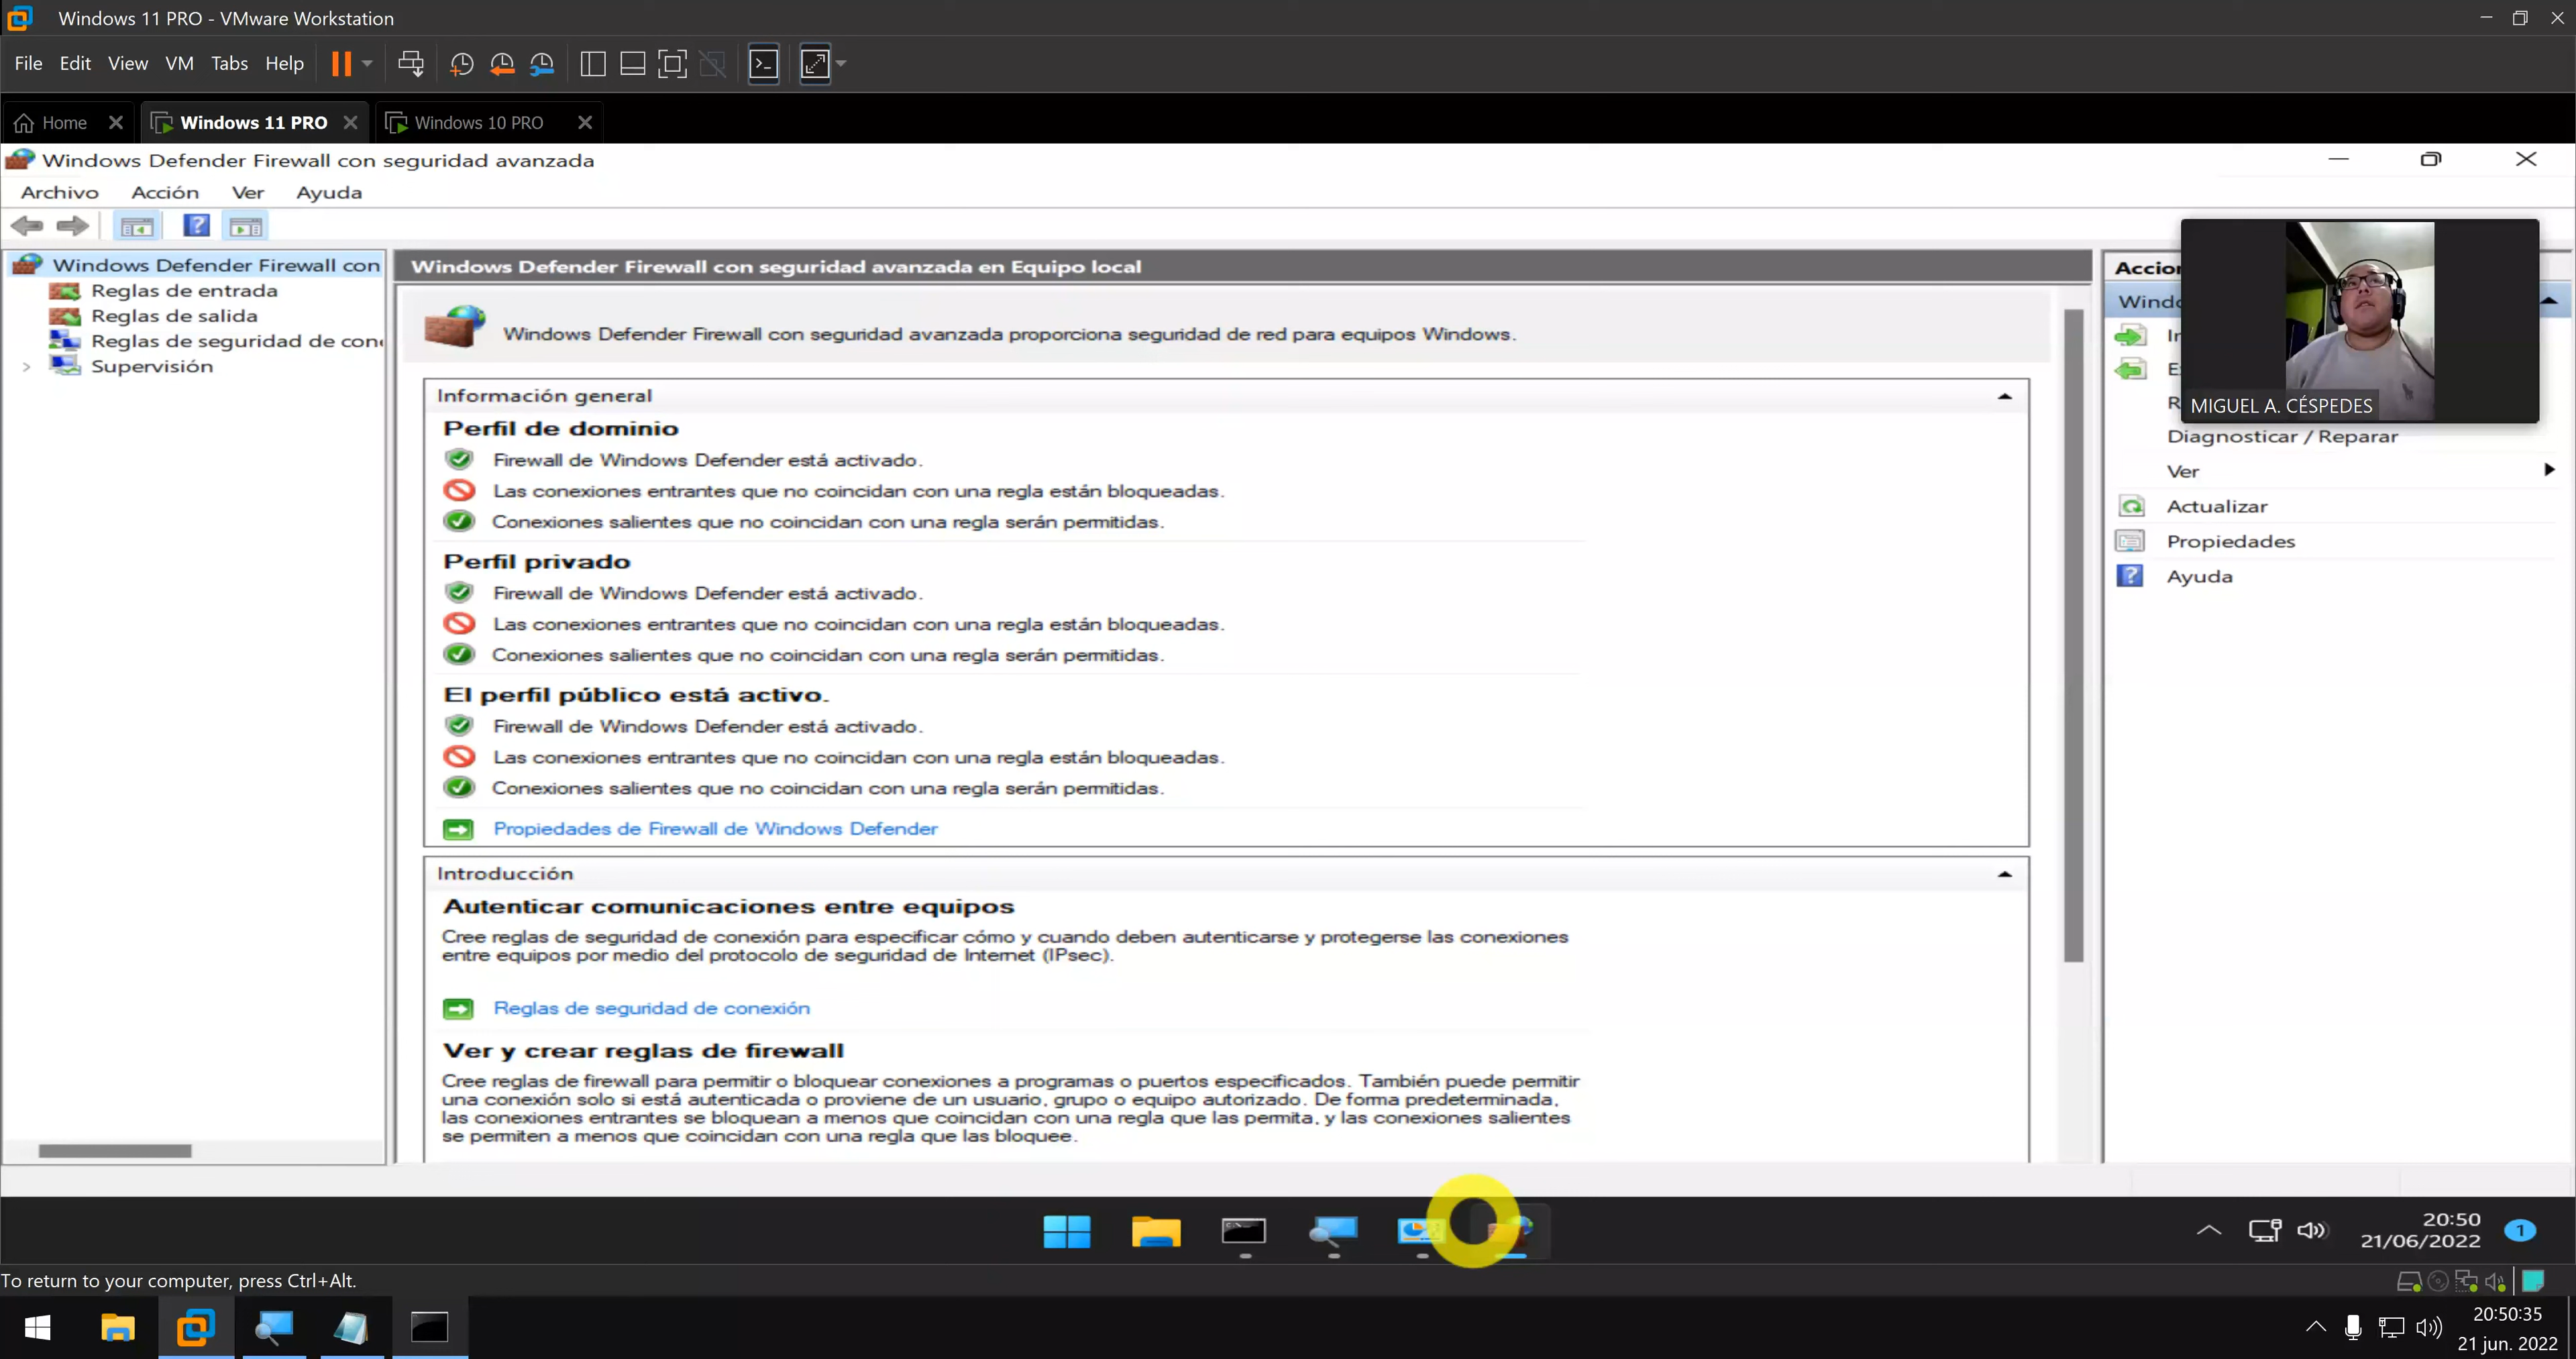 Windows 11 PRO - VMware Workstation
File Edit View VM Tabs Help
Home Windows 11 PRO Windows 10 PRO
Windows Defender Firewall con seguridad avanzada
Archivo Acción Ver Ayuda
Windows Defender Firewall con
Reglas de entrada
Reglas de salida
Reglas de seguridad de con
Supervisión
Windows Defender Firewall con seguridad avanzada en Equipo local
Windows Defender Firewall con seguridad avanzada proporciona seguridad de red para equipos Windows.
Información general
Perfil de dominio
Firewall de Windows Defender está activado.
Las conexiones entrantes que no coincidan con una regla están bloqueadas.
Conexiones salientes que no coincidan con una regla serán permitidas.
Perfil privado
Firewall de Windows Defender está activado.
Las conexiones entrantes que no coincidan con una regla están bloqueadas.
Conexiones salientes que no coincidan con una regla serán permitidas.
El perfil público está activo.
Firewall de Windows Defender está activado.
Las conexiones entrantes que no coincidan con una regla están bloqueadas.
Conexiones salientes que no coincidan con una regla serán permitidas.
Propiedades de Firewall de Windows Defender
Introducción
Autenticar comunicaciones entre equipos
Cree reglas de seguridad de conexión para especificar cómo y cuando deben autenticarse y protegerse las conexiones
entre equipos por medio del protocolo de seguridad de Internet (IPsec).
Reglas de seguridad de conexión
Ver y crear reglas de firewall
Cree reglas de firewall para permitir o bloquear conexiones a programas o puertos especificados. También puede permitir
una conexión solo si está autenticada o proviene de un usuario, grupo o equipo autorizado. De forma predeterminada,
las conexiones entrantes se bloquean a menos que coincidan con una regla que las permita, y las conexiones salientes
se permiten a menos que coincidan con una regla que las bloquee.
Accion
Wind
MIGUEL A. CÉSPEDES
Diagnosticar / Reparar
Ver
Actualizar
Propiedades
Ayuda
20:50
21/06/2022
1
To return to your computer, press Ctrl+Alt.
20:50:35
21 jun. 2022